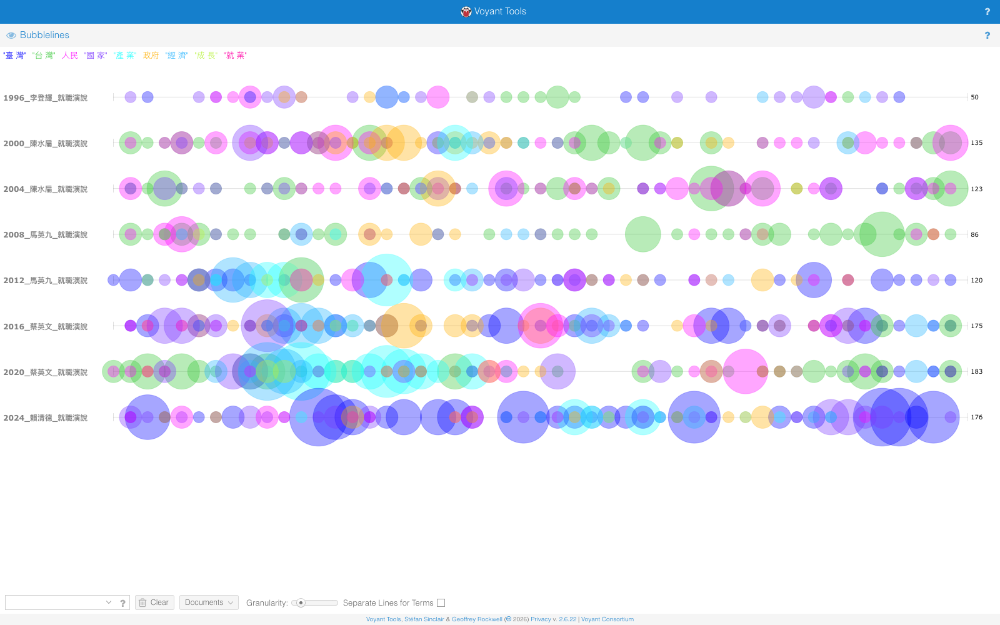 Voyant Tools ?
Bubblelines ?
"臺 灣" "台 灣" 人民 "國 家" "產 業" 政府 "經 濟" "成 長" "就 業"
1996_李登輝_就職演說 50
2000_陳水扁_就職演說 135
2004_陳水扁_就職演說 123
2008_馬英九_就職演說 86
2012_馬英九_就職演說 120
2016_蔡英文_就職演說 175
2020_蔡英文_就職演說 183
2024_賴清德_就職演說 176
? Clear Documents Granularity: Separate Lines for Terms
Voyant Tools, Stéfan Sinclair & Geoffrey Rockwell (🅭 2026) Privacy v. 2.6.22 | Voyant Consortium